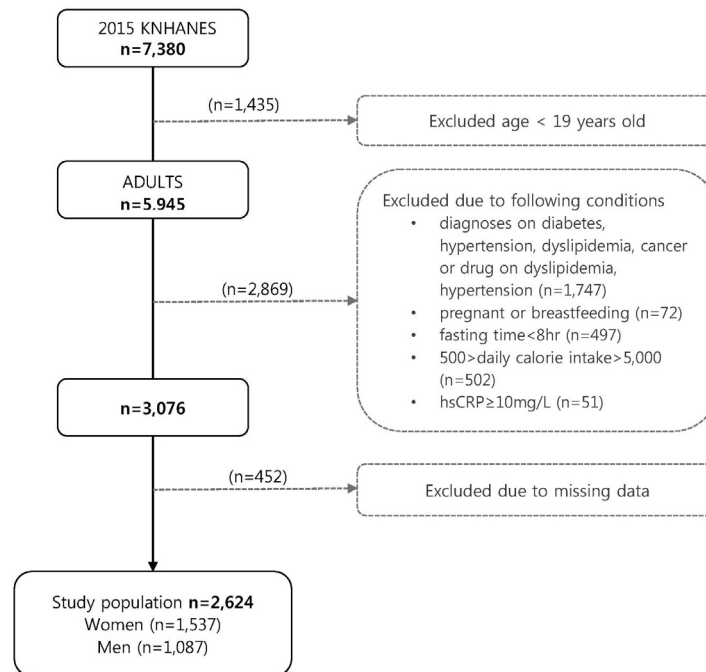 2015 KNHANES
n=7,380
(n=1,435)
Excluded age < 19 years old
ADULTS
n=5.945
Excluded due to following conditions
• diagnoses on diabetes,
hypertension, dyslipidemia, cancer
or drug on dyslipidemia,
hypertension (n=1,747)
• pregnant or breastfeeding (n=72)
• fasting time<8hr (n=497)
• 500>daily calorie intake>5,000
(n=502)
• hsCRP≥10mg/L (n=51)
(n=2,869)
n=3,076
(n=452)
Excluded due to missing data
Study population n=2,624
Women (n=1,537)
Men (n=1,087)